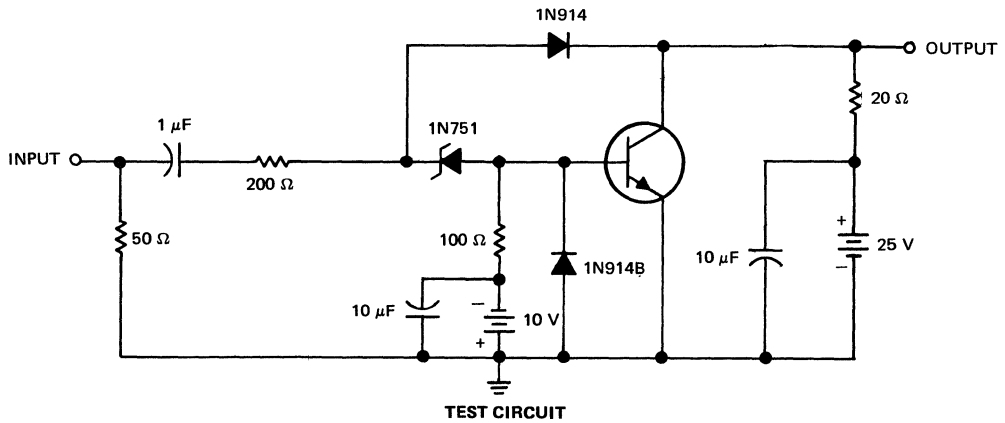 1N914
OUTPUT
20 Ω
1 μF
1N751
INPUT
200 Ω
50 Ω
100 Ω
+
25 V
−
10 μF
1N914B
10 μF
−
10 V
+
TEST CIRCUIT